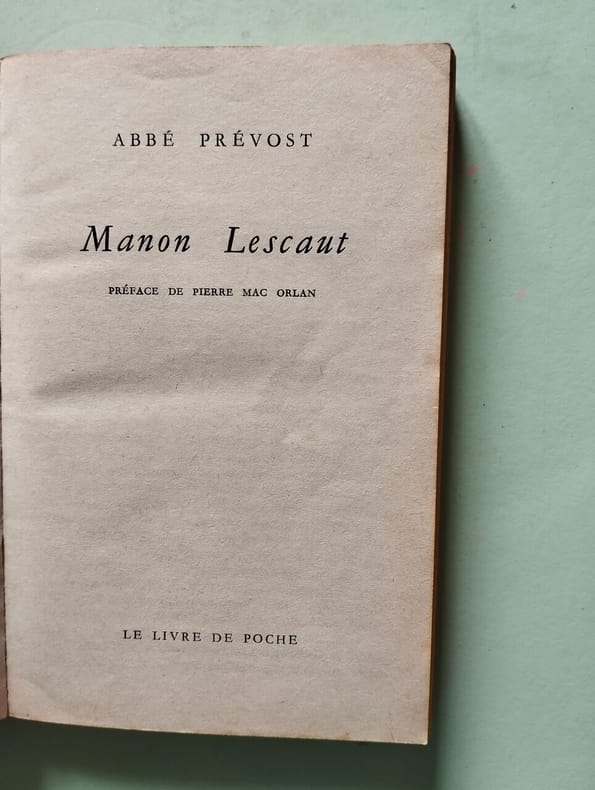 ABBÉ PRÉVOST
Manon Lescaut
PRÉFACE DE PIERRE MAC ORLAN
LE LIVRE DE POCHE